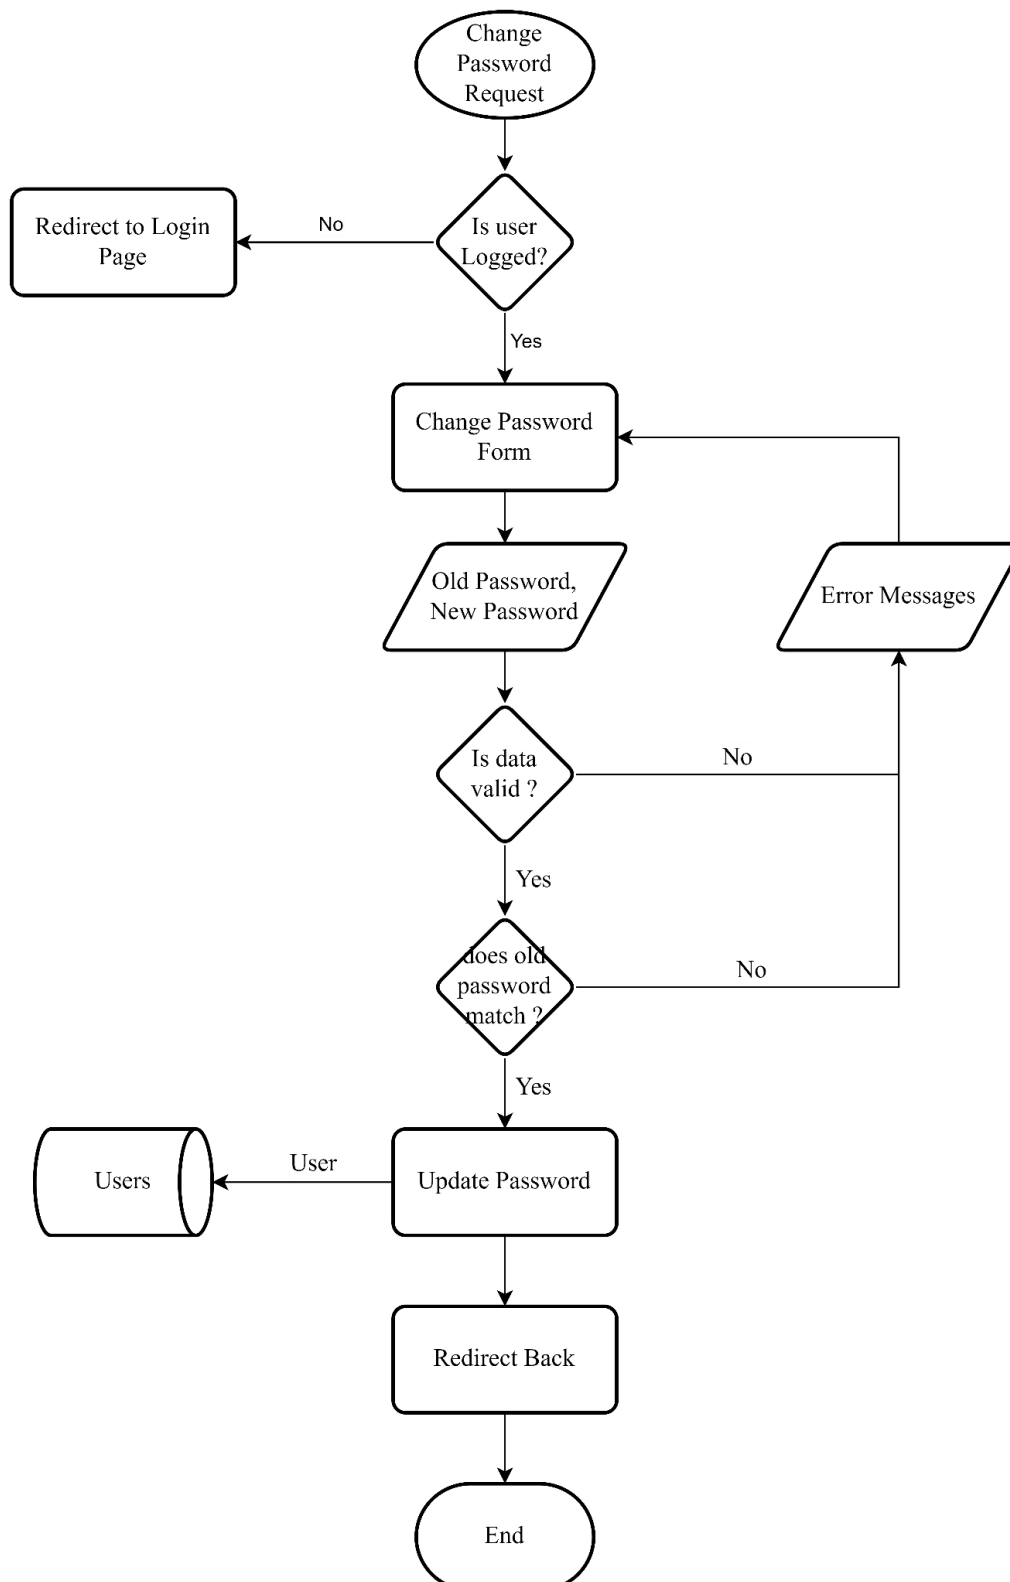 Change
Password
Request
Redirect to Login
Page
No
Is user
Logged?
Yes
Change Password
Form
Old Password,
New Password
Error Messages
Is data
valid ?
No
Yes
does old
password
match ?
No
Yes
Users
User
Update Password
Redirect Back
End